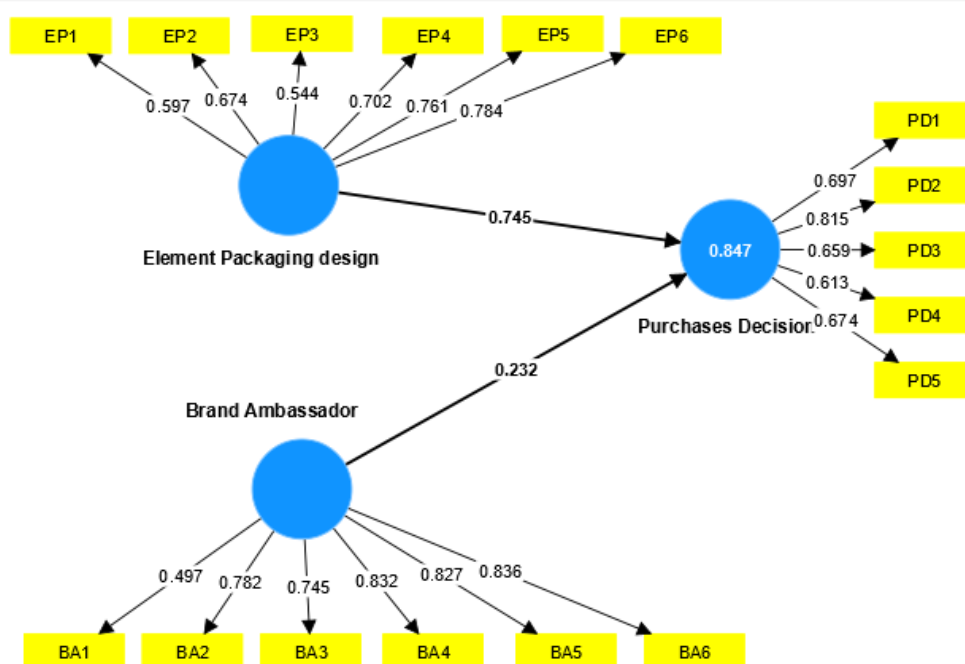 EP1 EP2 EP3 EP4 EP5 EP6
0.597 0.674 0.544 0.702 0.761 0.784
PD1
0.697
PD2
0.815
0.745
Element Packaging design
0.847
0.659
PD3
0.613
PD4
Purchases Decision
0.674
PD5
0.232
Brand Ambassador
0.497 0.782 0.745 0.832 0.827 0.836
BA1 BA2 BA3 BA4 BA5 BA6